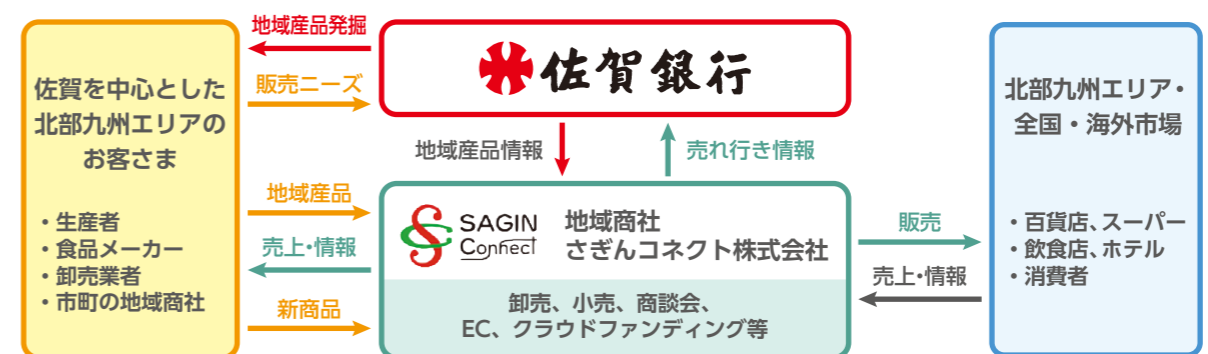 地域産品発掘
販売ニーズ
佐賀を中心とした
北部九州エリアの
お客さま
・生産者
・食品メーカー
・卸売業者
・市町の地域商社
佐賀銀行
地域産品情報
売れ行き情報
地域産品
売上・情報
新商品
SAGIN
Connect
地域商社
さぎんコネクト株式会社
卸売、小売、商談会、
EC、クラウドファンディング等
販売
売上・情報
北部九州エリア・
全国・海外市場
・百貨店、スーパー
・飲食店、ホテル
・消費者